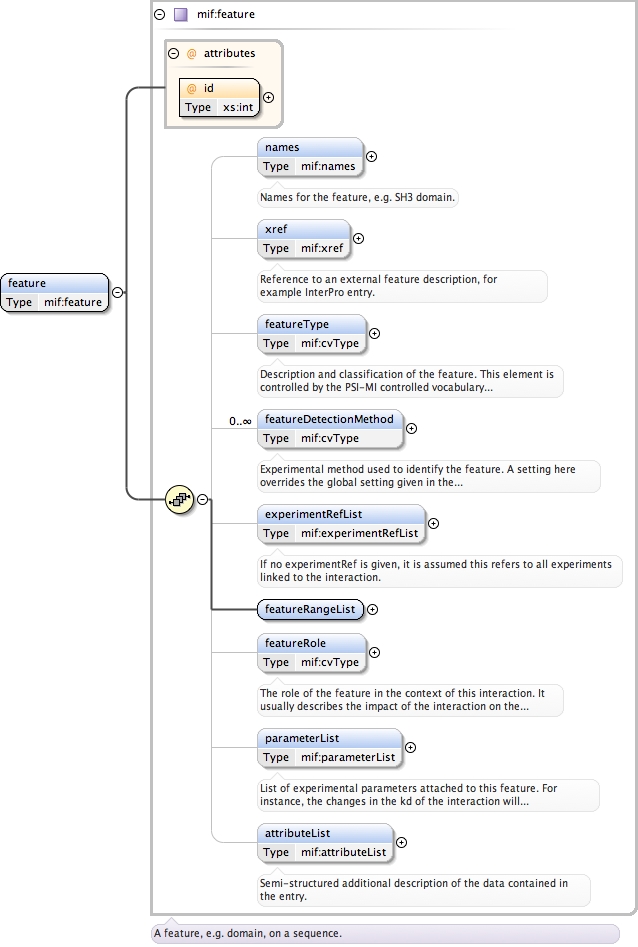 mif:feature
@ attributes
@ id
Type xs:int
names
Type mif:names
Names for the feature, e.g. SH3 domain.
xref
Type mif:xref
Reference to an external feature description, for
example InterPro entry.
feature
Type mif:feature
featureType
Type mif:cvType
Description and classification of the feature. This element is
controlled by the PSI-MI controlled vocabulary...
0..∞
featureDetectionMethod
Type mif:cvType
Experimental method used to identify the feature. A setting here
overrides the global setting given in the...
experimentRefList
Type mif:experimentRefList
If no experimentRef is given, it is assumed this refers to all experiments
linked to the interaction.
featureRangeList
featureRole
Type mif:cvType
The role of the feature in the context of this interaction. It
usually describes the impact of the interaction on the...
parameterList
Type mif:parameterList
List of experimental parameters attached to this feature. For
instance, the changes in the kd of the interaction will...
attributeList
Type mif:attributeList
Semi-structured additional description of the data contained in
the entry.
A feature, e.g. domain, on a sequence.